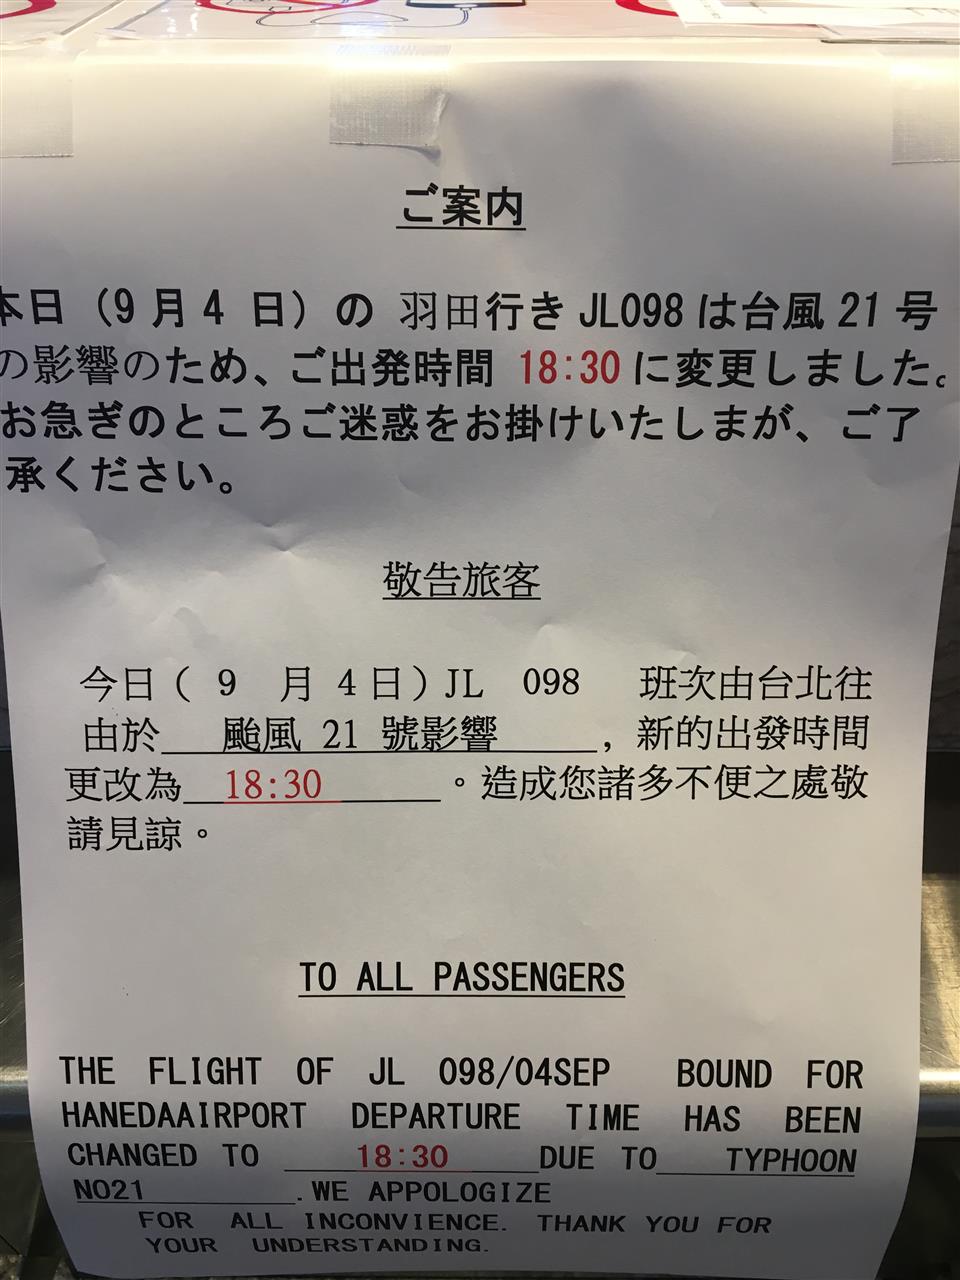 ご案内
本日（9月4 日）の 羽田行き JL098 は台風 21 号
の影響のため、ご出発時間 18:30 に変更しました。
お急ぎのところご迷惑をお掛けいたしまが、ご了
承ください。
敬告旅客
今日( 9 月 4日)JL 098 班次由台北往
由於 颱風 21 號影響 ，新的出發時間
更改為 18:30 。造成您諸多不便之處敬
請見諒。
TO ALL PASSENGERS
THE FLIGHT OF JL 098/04SEP BOUND FOR
HANEDAAIRPORT DEPARTURE TIME HAS BEEN
CHANGED TO 18:30 DUE TO TYPHOON
NO21 .WE APPOLOGIZE
FOR ALL INCONVIENCE. THANK YOU FOR
YOUR UNDERSTANDING.